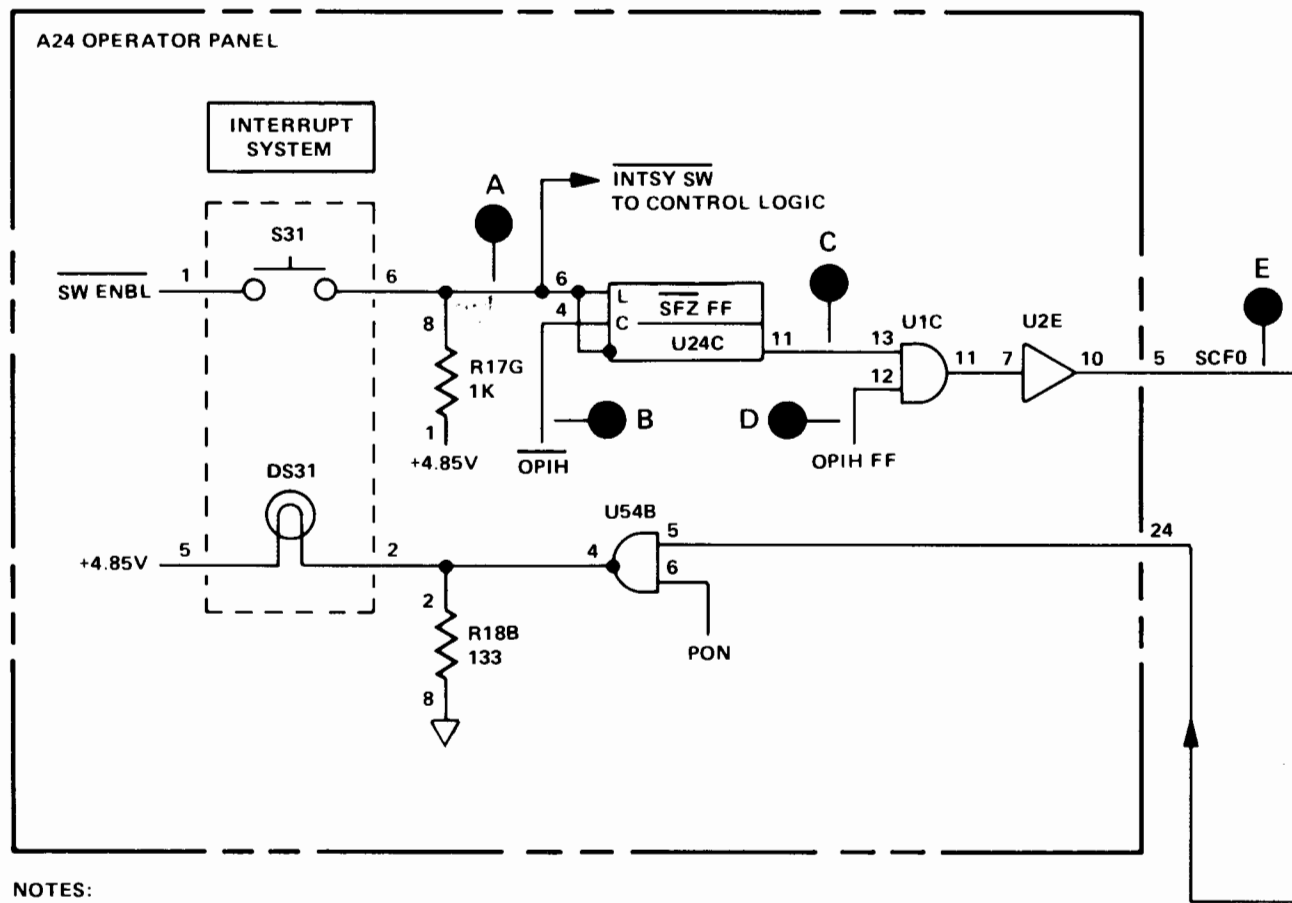 A24 OPERATOR PANEL
INTERRUPT
SYSTEM
A
INTSY SW
TO CONTROL LOGIC
S31
C
E
SW ENBL
1
6
6
L
SFZ FF
4
C
U24C
11
13
U1C
U2E
12
11
7
10
5
SCF0
8
R17G
1K
1
+4.85V
B
OPIH
D
OPIH FF
DS31
U54B
+4.85V
5
2
4
5
6
24
2
R18B
133
8
PON
NOTES: